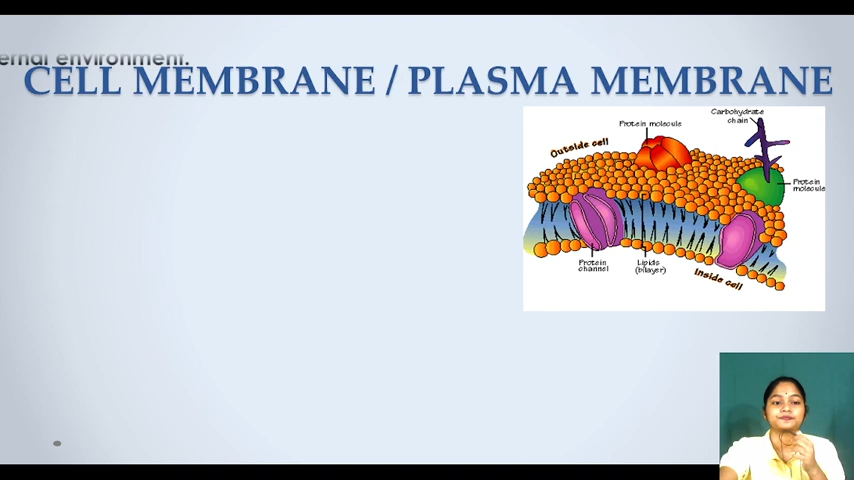 ernal environment.
CELL MEMBRANE / PLASMA MEMBRANE
Carbohydrate
chain
Protein molecule
Outside cell
Protein
molecule
Protein
channel
Lipids
(bilayer)
Inside cell